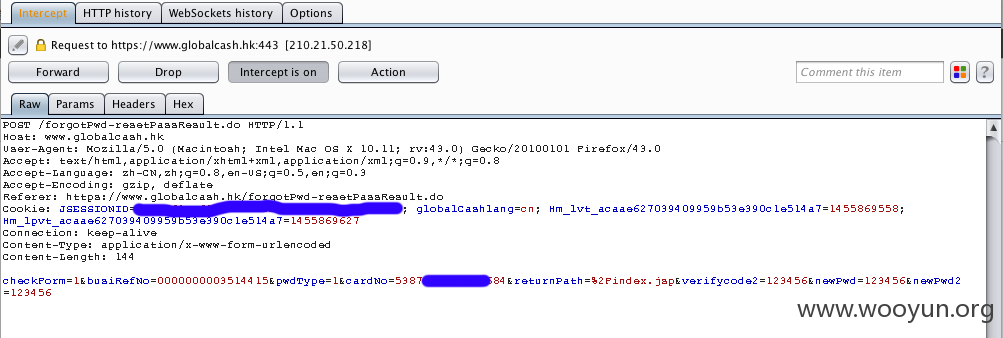 Intercept HTTP history WebSockets history Options
Request to https://www.globalcash.hk:443 [210.21.50.218]
Forward Drop Intercept is on Action Comment this item ?
Raw Params Headers Hex
POST /forgotPwd-resetPassResult.do HTTP/1.1
Host: www.globalcash.hk
User-Agent: Mozilla/5.0 (Macintosh; Intel Mac OS X 10.11; rv:43.0) Gecko/20100101 Firefox/43.0
Accept: text/html,application/xhtml+xml,application/xml;q=0.9,*/*;q=0.8
Accept-Language: zh-CN,zh;q=0.8,en-US;q=0.5,en;q=0.3
Accept-Encoding: gzip, deflate
Referer: https://www.globalcash.hk/forgotPwd-resetPassResult.do
Cookie: JSESSIONID= ; globalCashlang=cn; Hm_lvt_acaae627039409959b53e390c1e514a7=1455869558;
Hm_lpvt_acaae627039409959b53e390c1e514a7=1455869627
Connection: keep-alive
Content-Type: application/x-www-form-urlencoded
Content-Length: 144
checkForm=1&busiRefNo=0000000003514415&pwdType=1&cardNo=5387 584&returnPath=%2Findex.jsp&verifycode2=123456&newPwd=123456&newPwd2
=123456
www.wooyun.org